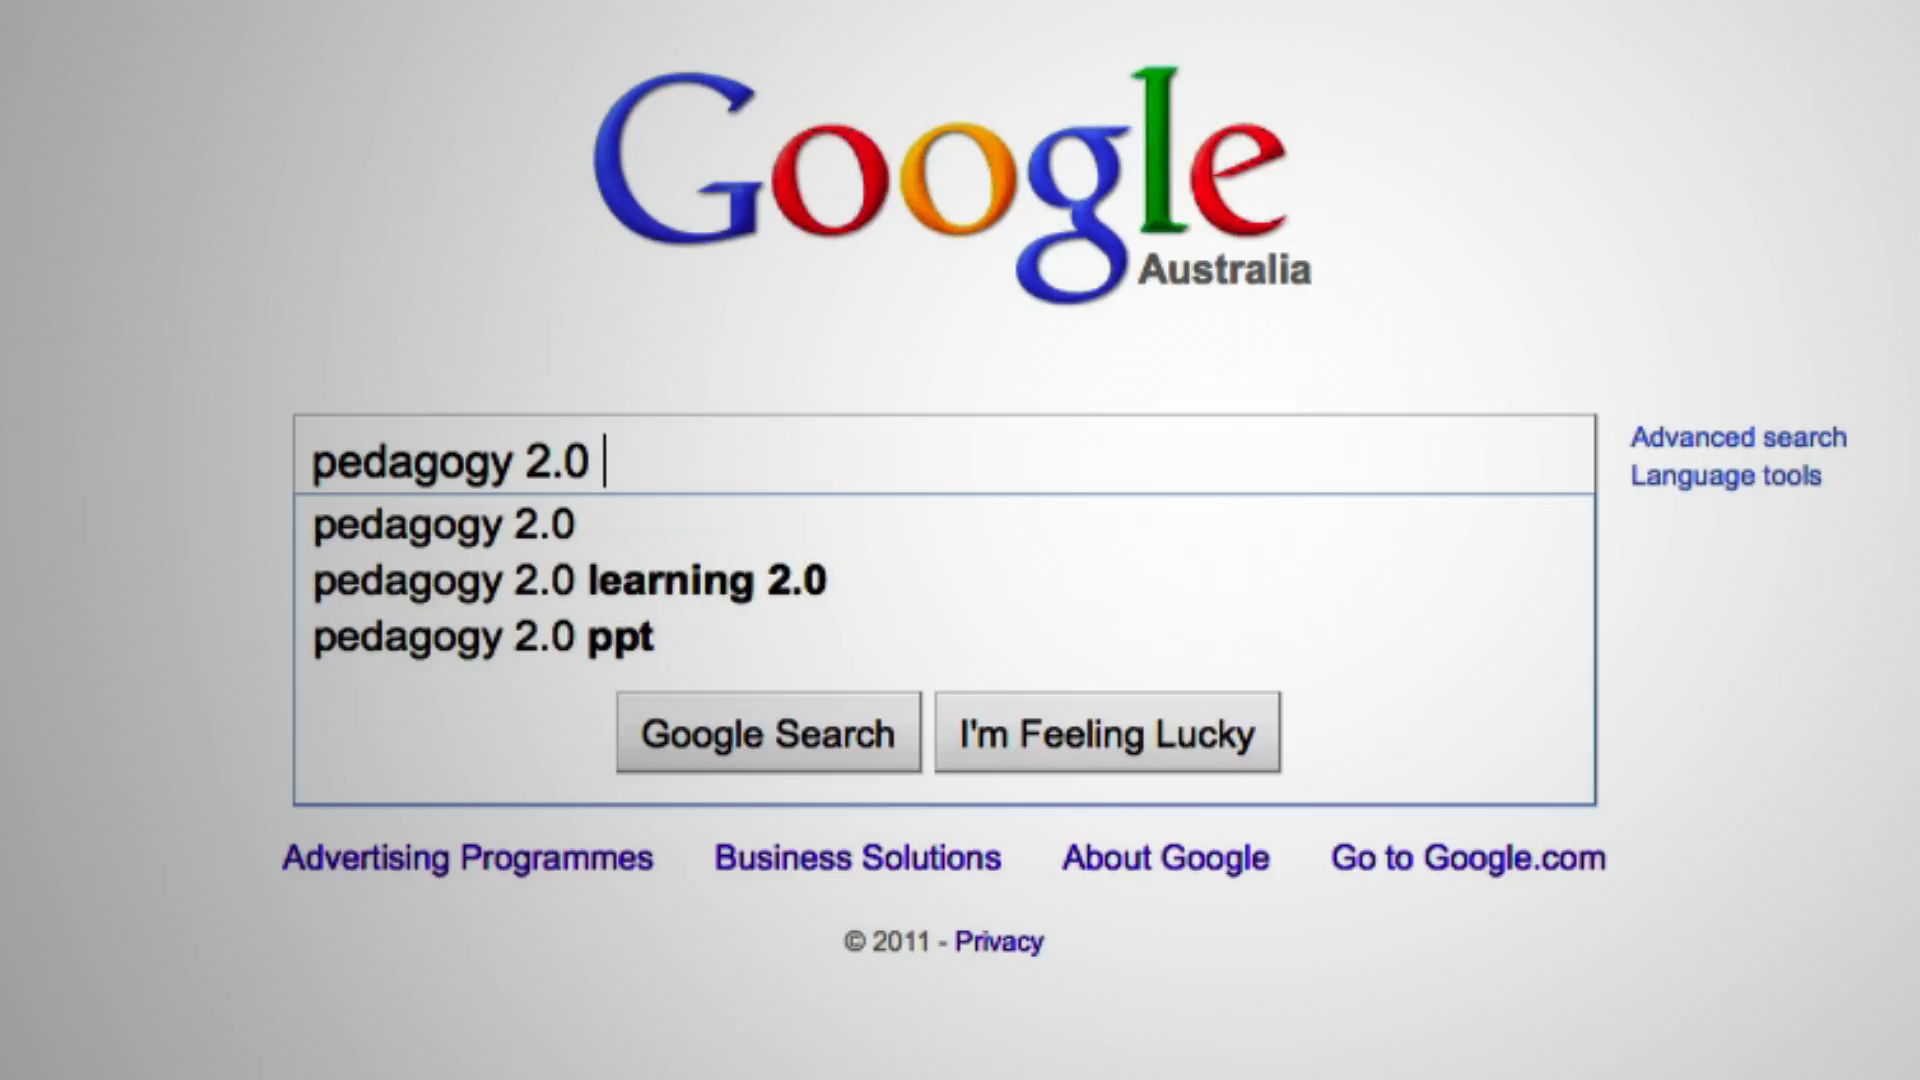 Google
Australia
pedagogy 2.0
Advanced search
Language tools
pedagogy 2.0
pedagogy 2.0 learning 2.0
pedagogy 2.0 ppt
Google Search
I'm Feeling Lucky
Advertising Programmes
Business Solutions
About Google
Go to Google.com
© 2011 - Privacy